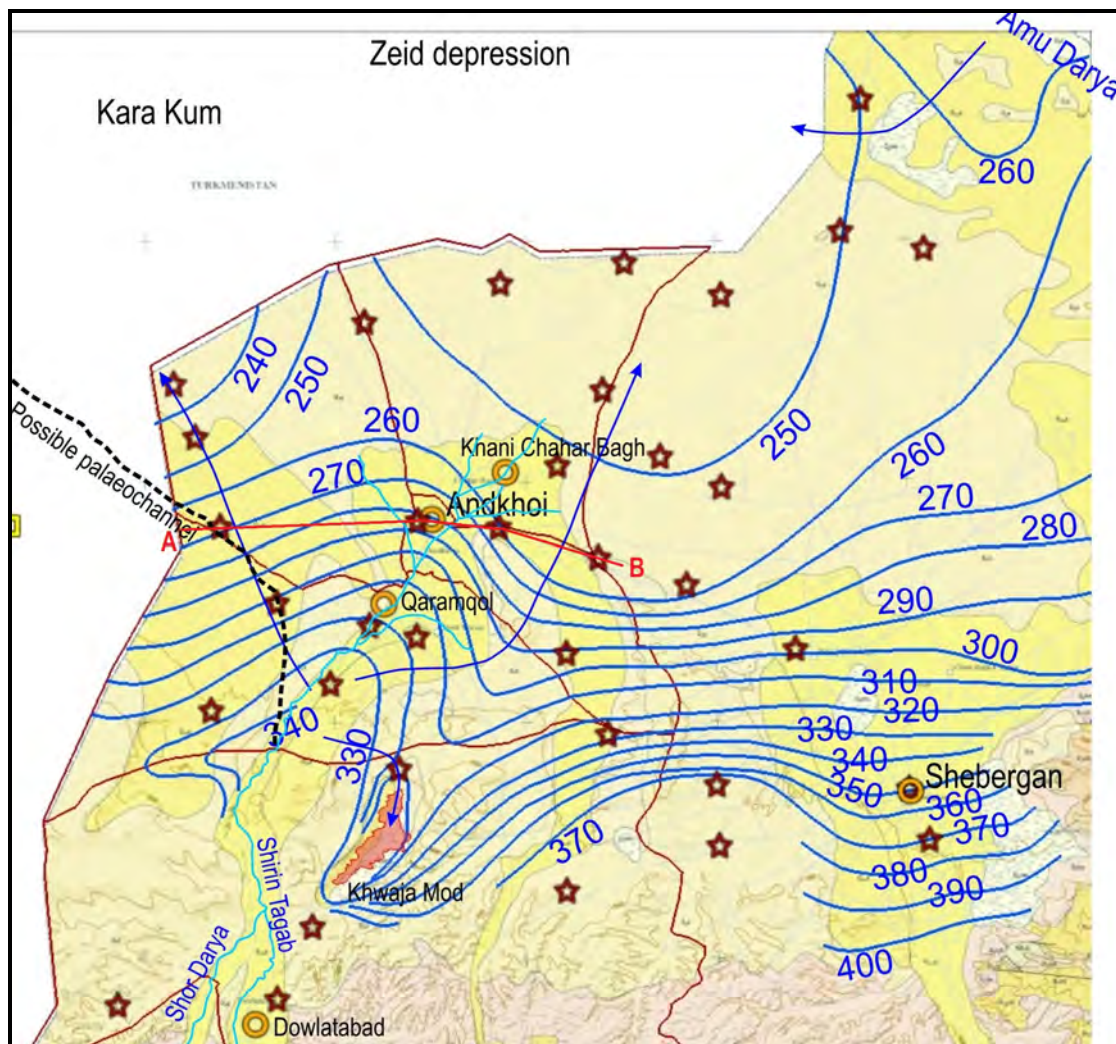 Zeid depression
Amu Darya
Kara Kum
TURKMENISTAN
260
240
250
260
250
260
270
Khani Chahar Bagh
Possible palaeochannel
Andkhoi
270
A
280
B
290
Qaramqol
300
310
320
340
330
330
340
Shebergan
350
360
370
370
380
Khwaja Mod
390
Shirin Tagab
400
Shor Darya
Dowlatabad